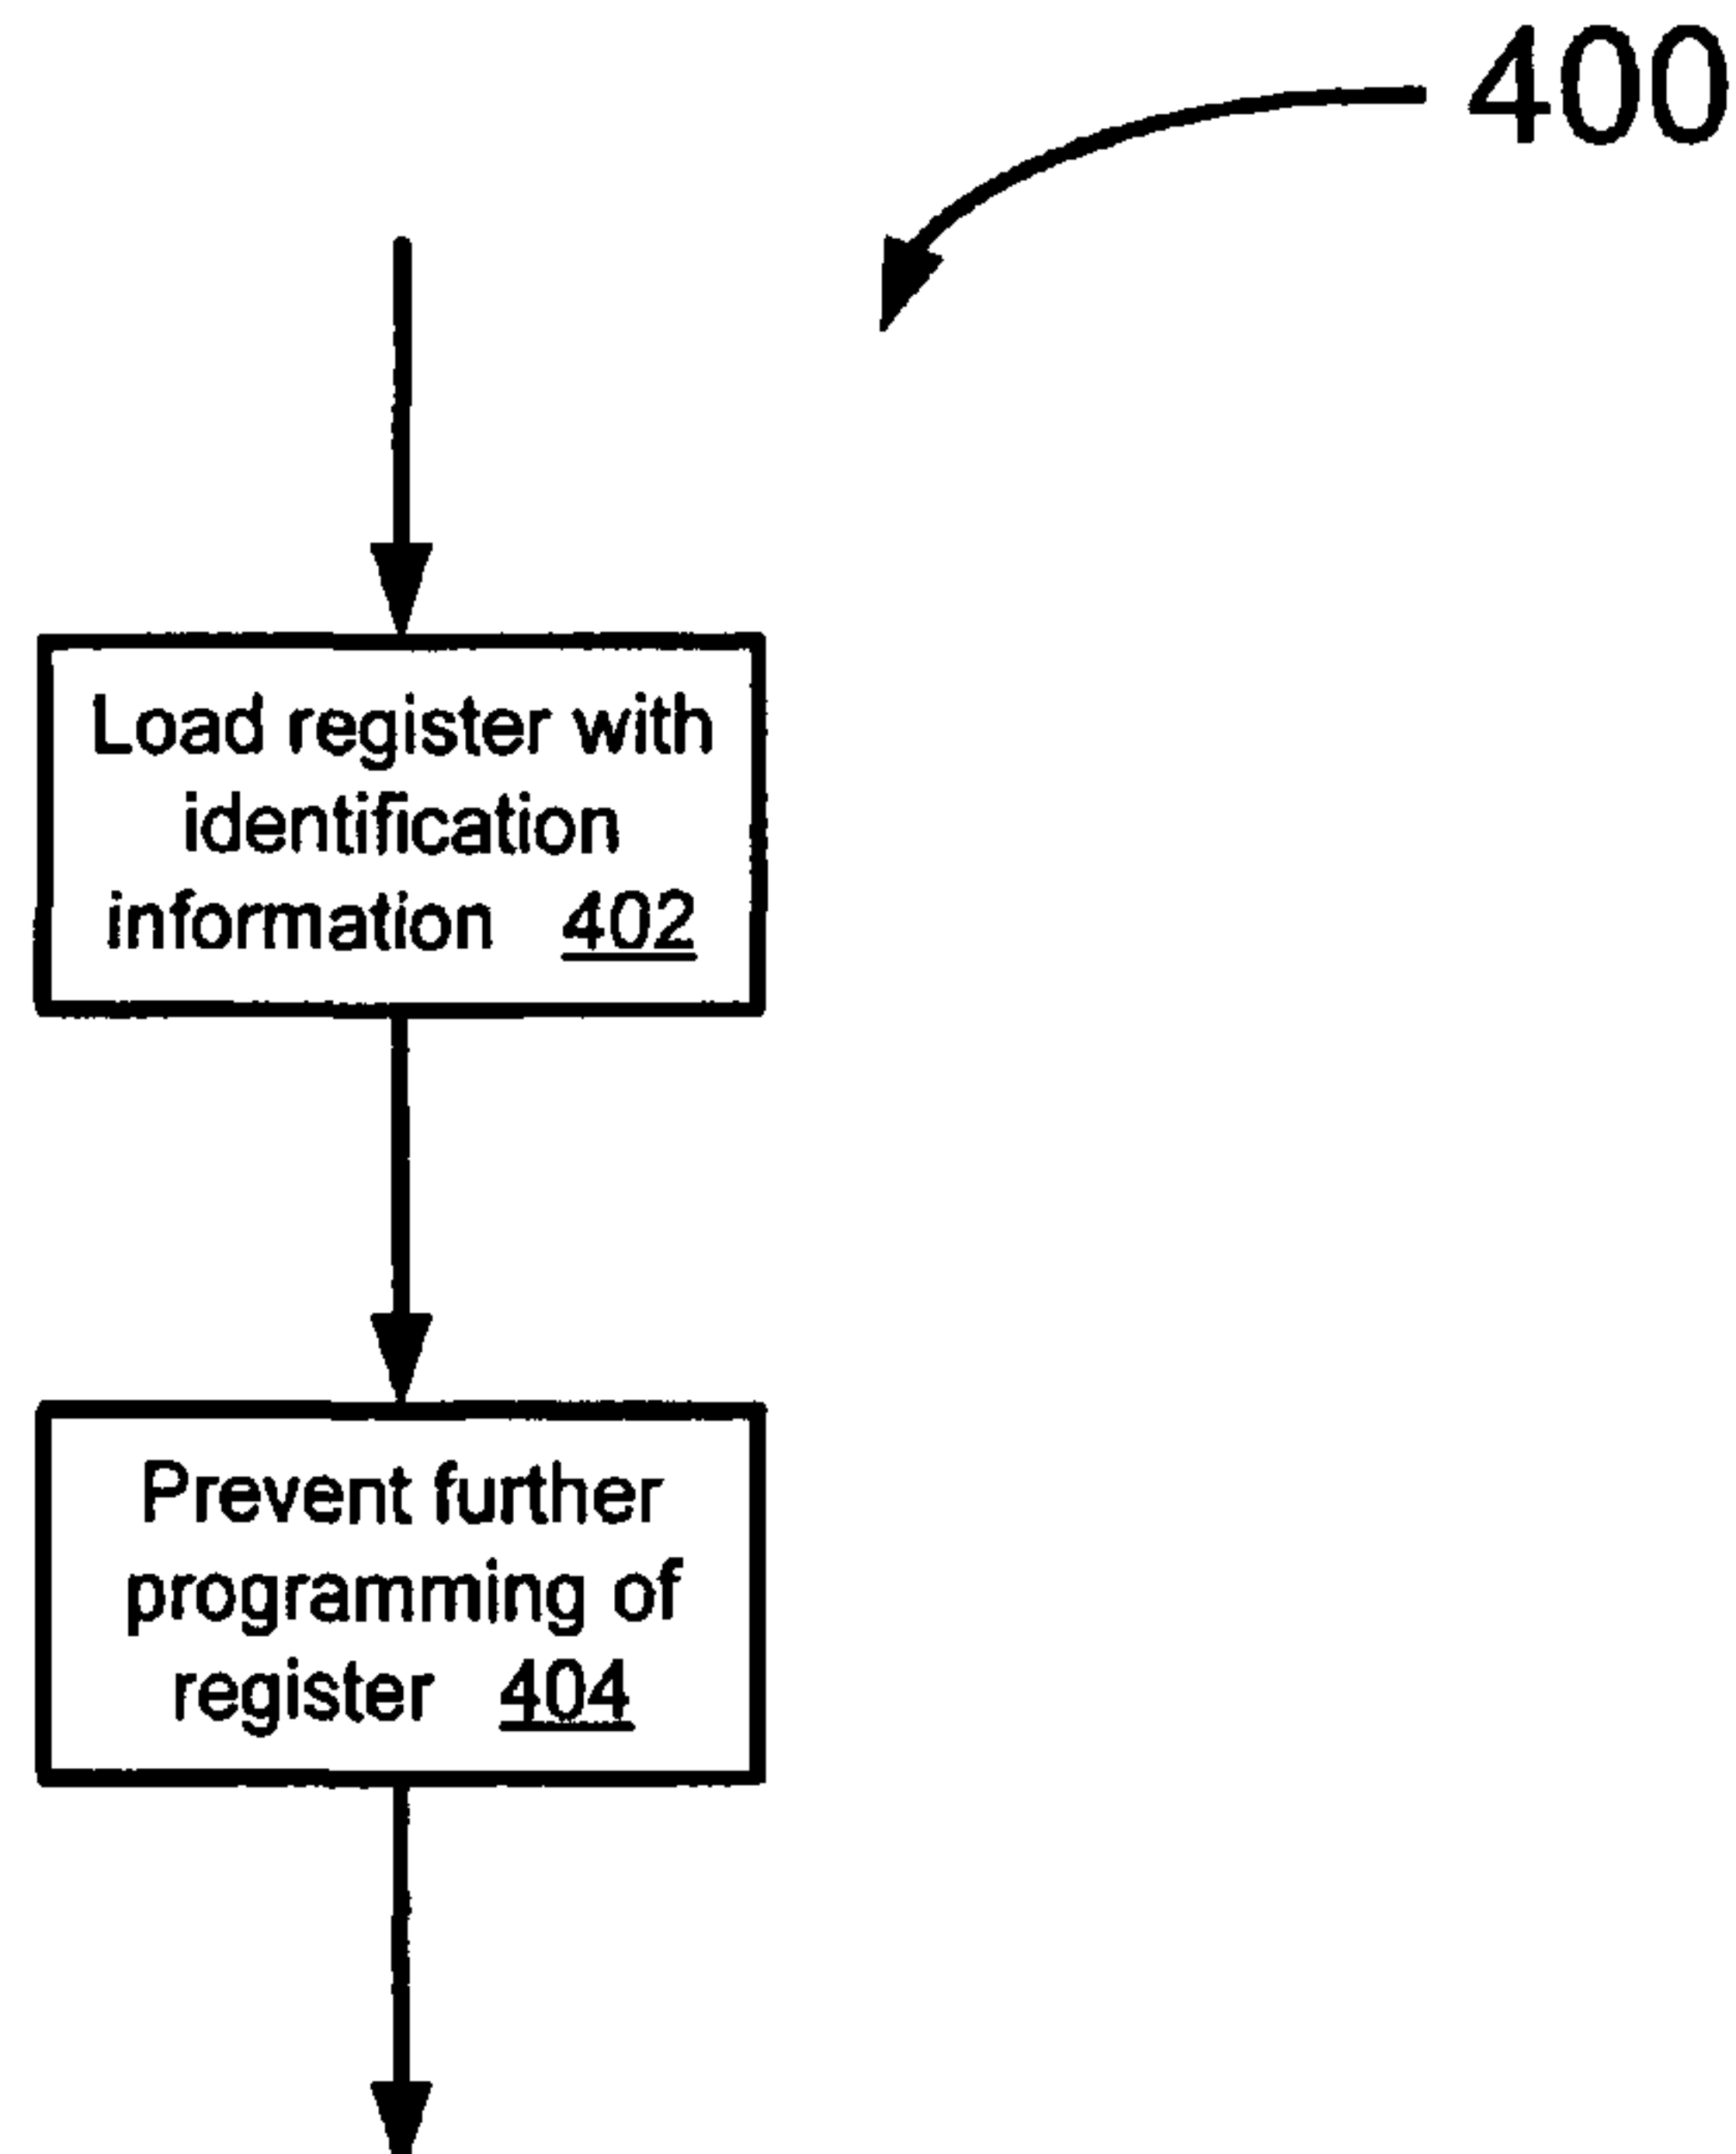 400
Load register with
identification
information 402
Prevent further
programming of
register 404